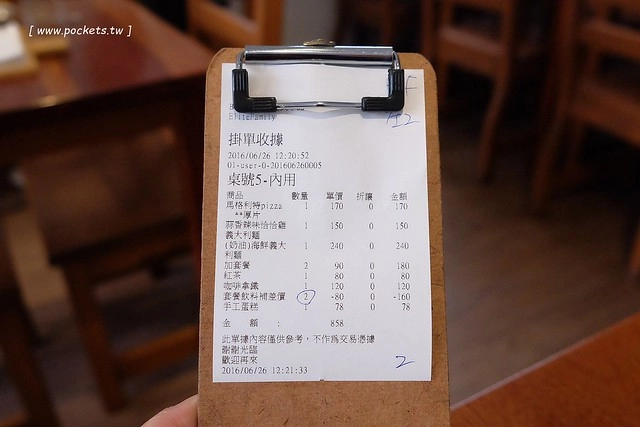 [ www.pockets.tw ]
掛單收據
2016/06/26 12:20:52
01-user-0-201606260005
桌號5-內用
商品 數量 單價 折讓 金額
馬格利特pizza 1 170 0 170
**厚片
蒜香辣味恰恰雞 1 150 0 150
義大利麵
(奶油)海鮮義大 1 240 0 240
利麵
加套餐 2 90 0 180
紅茶 1 80 0 80
咖啡拿鐵 1 120 0 120
套餐飲料補差價 2 -80 0 -160
手工蛋糕 1 78 0 78
金 額 : 858
此單據內容僅供參考，不作為交易憑據
謝謝光臨
歡迎再來
2016/06/26 12:21:33
2